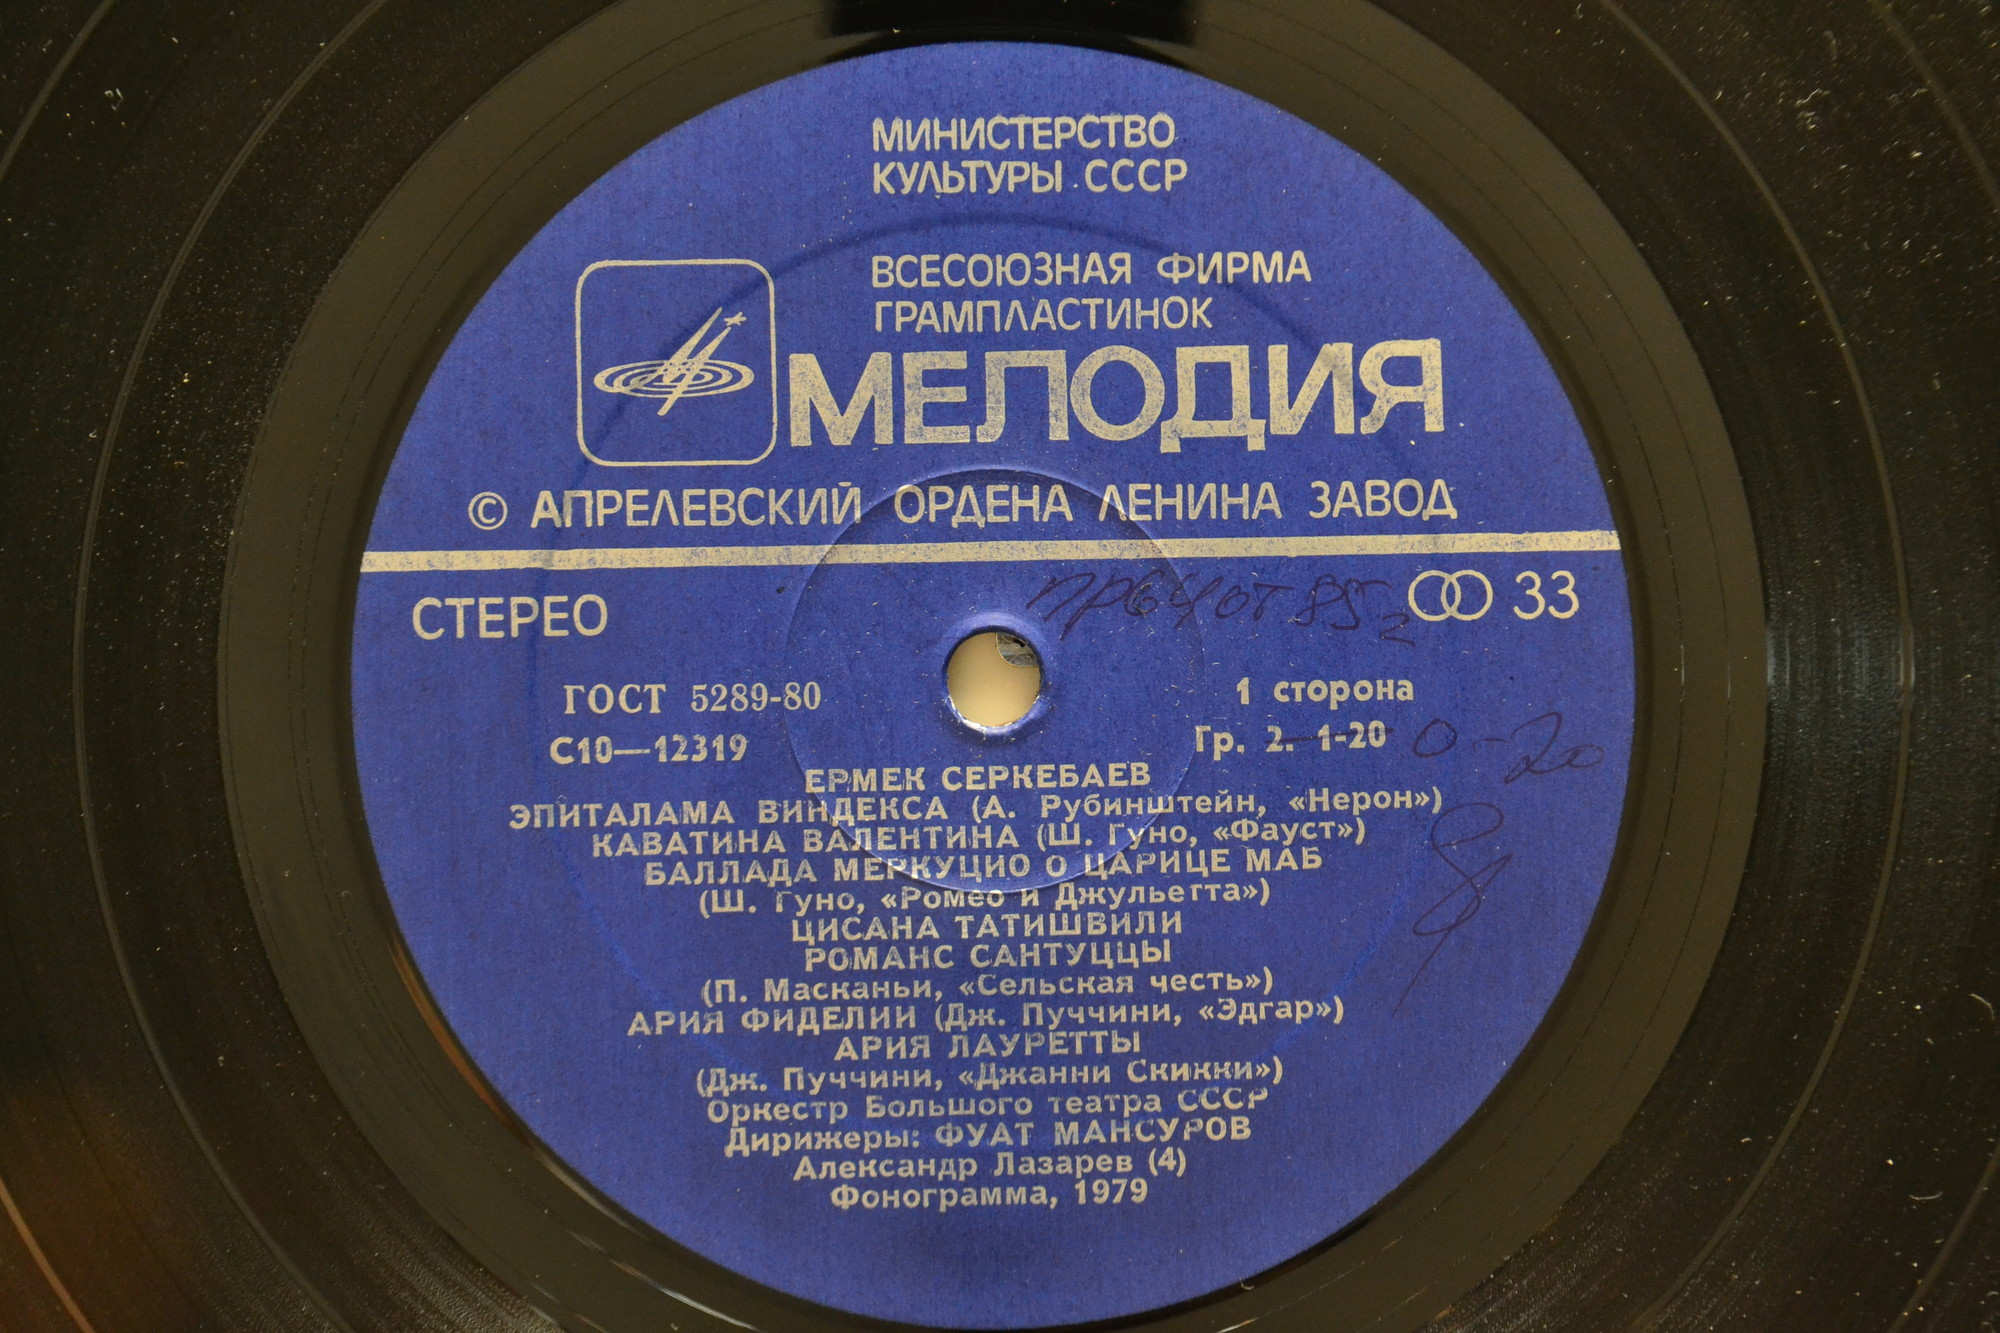 МИНИСТЕРСТВО
КУЛЬТУРЫ СССР
ВСЕСОЮЗНАЯ ФИРМА
ГРАМПЛАСТИНОК
МЕЛОДИЯ
© АПРЕЛЕВСКИЙ ОРДЕНА ЛЕНИНА ЗАВОД
СТЕРЕО
33
ГОСТ 5289-80
1 сторона
С10—12319
Гр. 2. 1-20 0-20
ЕРМЕК СЕРКЕБАЕВ
ЭПИТАЛАМА ВИНДЕКСА (А. Рубинштейн, «Нерон»)
КАВАТИНА ВАЛЕНТИНА (Ш. Гуно, «Фауст»)
БАЛЛАДА МЕРКУЦИО О ЦАРИЦЕ МАБ
(Ш. Гуно, «Ромео и Джульетта»)
ЦИСАНА ТАТИШВИЛИ
РОМАНС САНТУЦЦЫ
(П. Масканьи, «Сельская честь»)
АРИЯ ФИДЕЛИИ (Дж. Пуччини, «Эдгар»)
АРИЯ ЛАУРЕТТЫ
(Дж. Пуччини, «Джанни Скикки»)
Оркестр Большого театра СССР
Дирижеры: ФУАТ МАНСУРОВ
Александр Лазарев (4)
Фонограмма, 1979